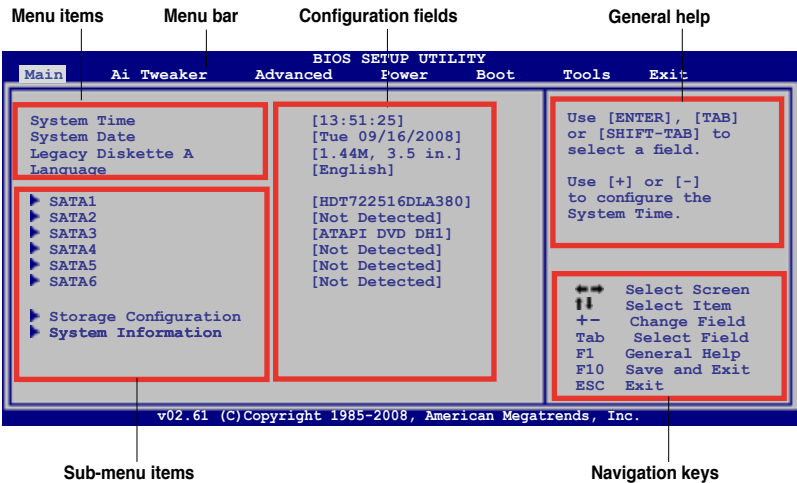 Menu items Menu bar Configuration fields General help
BIOS SETUP UTILITY
Main Ai Tweaker Advanced Power Boot Tools Exit
System Time [13:51:25]
System Date [Tue 09/16/2008]
Legacy Diskette A [1.44M, 3.5 in.]
Language [English]
SATA1 [HDT722516DLA380]
SATA2 [Not Detected]
SATA3 [ATAPI DVD DH1]
SATA4 [Not Detected]
SATA5 [Not Detected]
SATA6 [Not Detected]
Storage Configuration
System Information
Use [ENTER], [TAB]
or [SHIFT-TAB] to
select a field.
Use [+] or [-]
to configure the
System Time.
←→ Select Screen
↑↓ Select Item
+- Change Field
Tab Select Field
F1 General Help
F10 Save and Exit
ESC Exit
v02.61 (C)Copyright 1985-2008, American Megatrends, Inc.
Sub-menu items Navigation keys